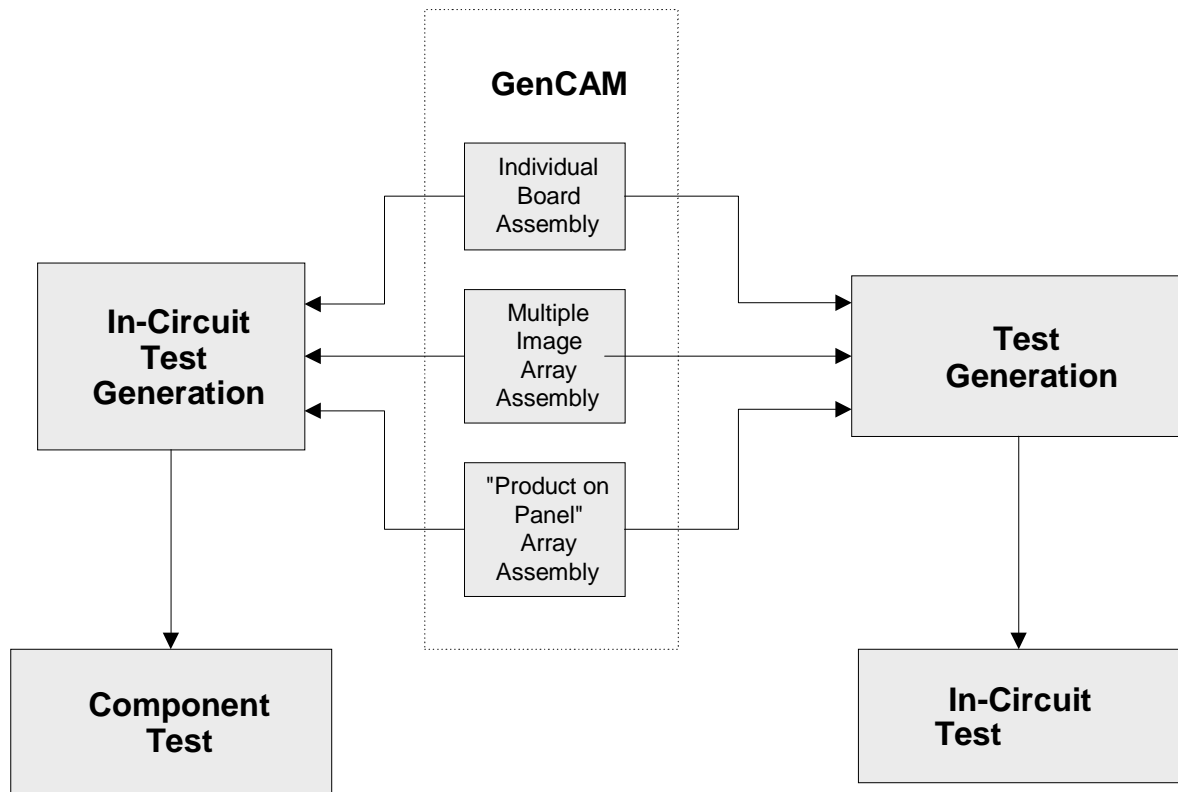 GenCAM
Individual
Board
Assembly
Multiple
Image
Array
Assembly
"Product on
Panel"
Array
Assembly
In-Circuit
Test
Generation
Test
Generation
Component
Test
In-Circuit
Test